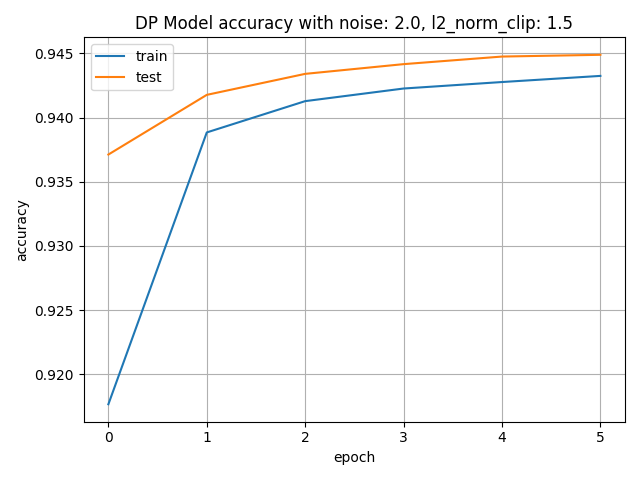 DP Model accuracy with noise: 2.0, l2_norm_clip: 1.5
train
test
0.945
0.940
0.935
0.930
0.925
0.920
accuracy
0 1 2 3 4 5
epoch